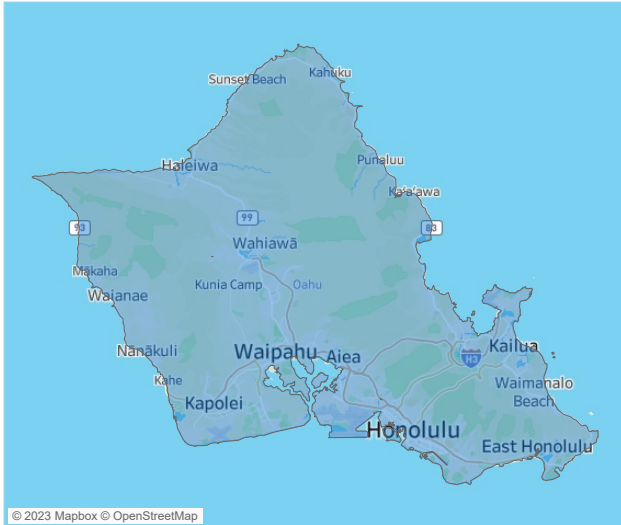 Kahuku
Sunset Beach
Punaluu
Haleiwa
Ka'a'awa
99
93
83
Wahiawā
Mākaha
Kunia Camp
Oahu
Waianae
Nānākuli
Waipahu
Aiea
Kailua
H3
Kahe
Waimanalo
Beach
Kapolei
Honolulu
East Honolulu
© 2023 Mapbox © OpenStreetMap